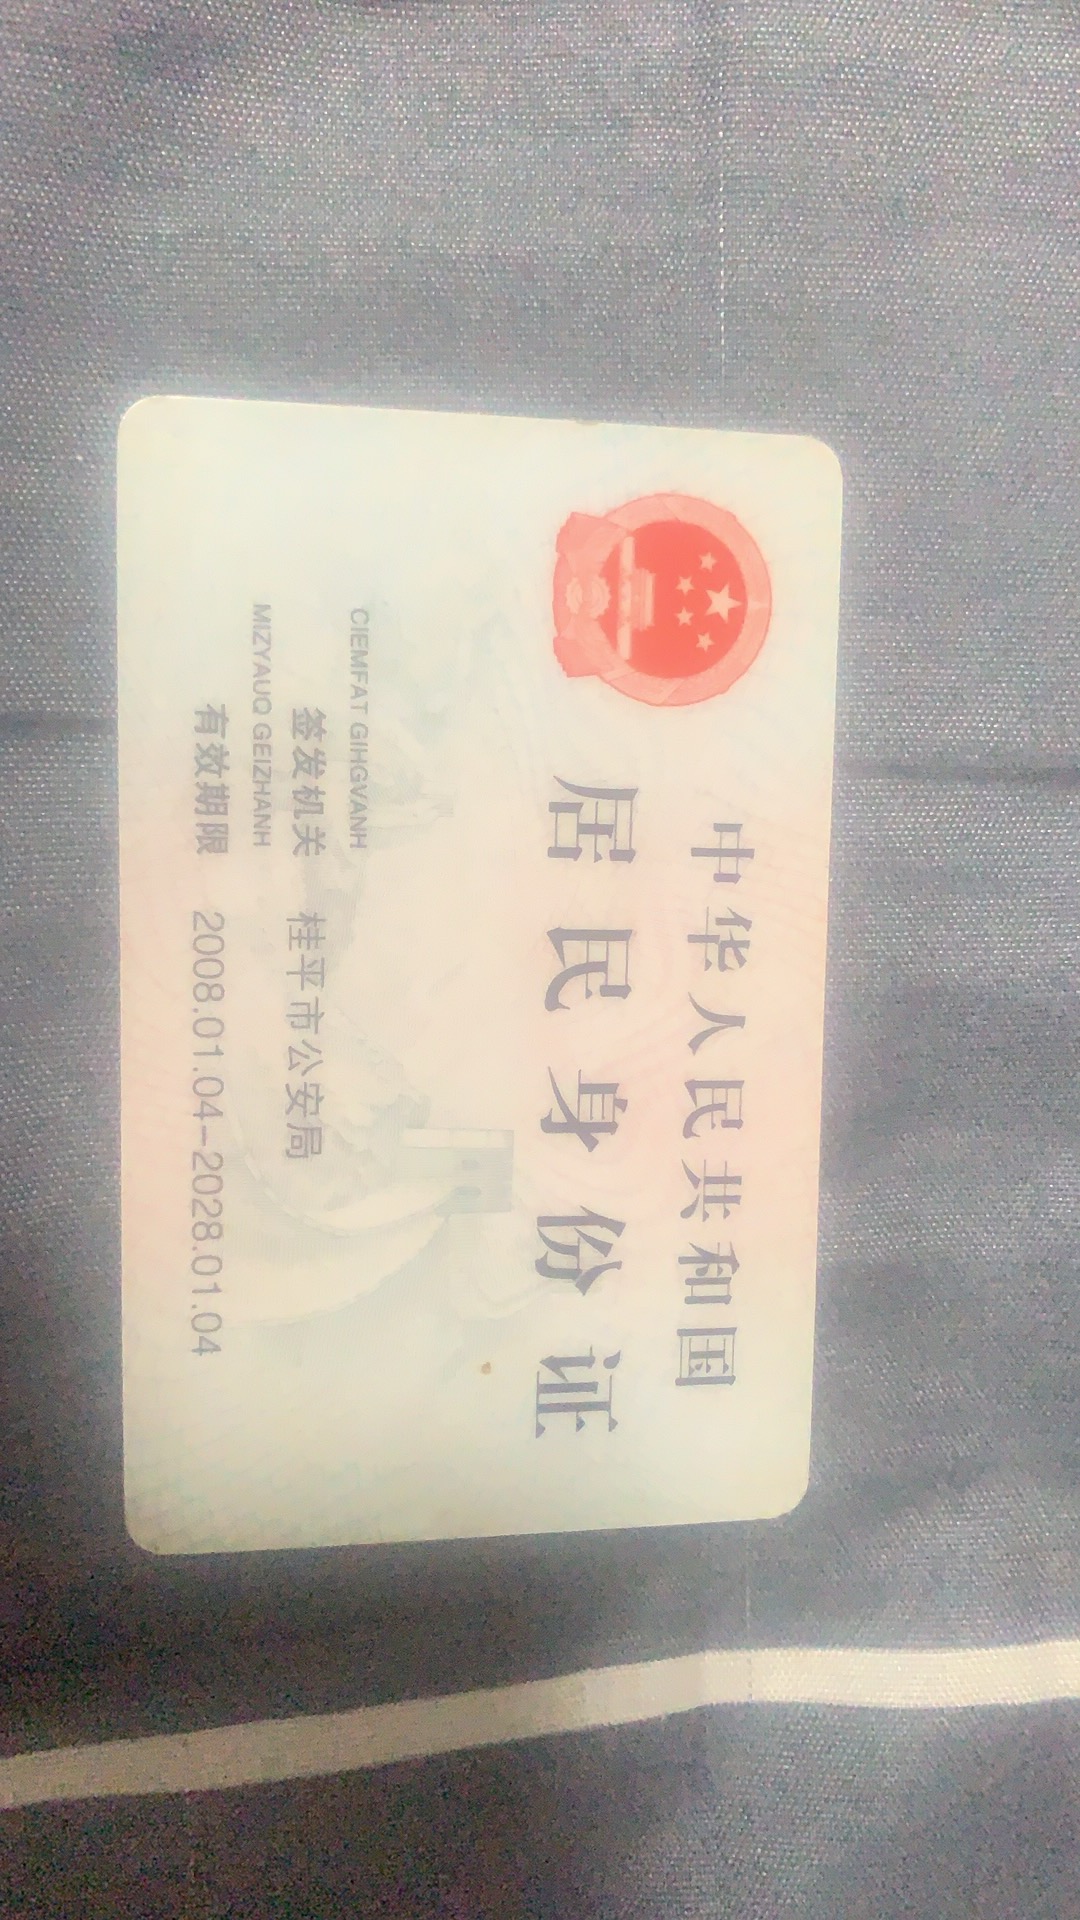 中华人民共和国
居民身份证
CIEMFAT GIHGVANH
签发机关 桂平市公安局
MIZYAUQ GEIZHANH
有效期限 2008.01.04-2028.01.04